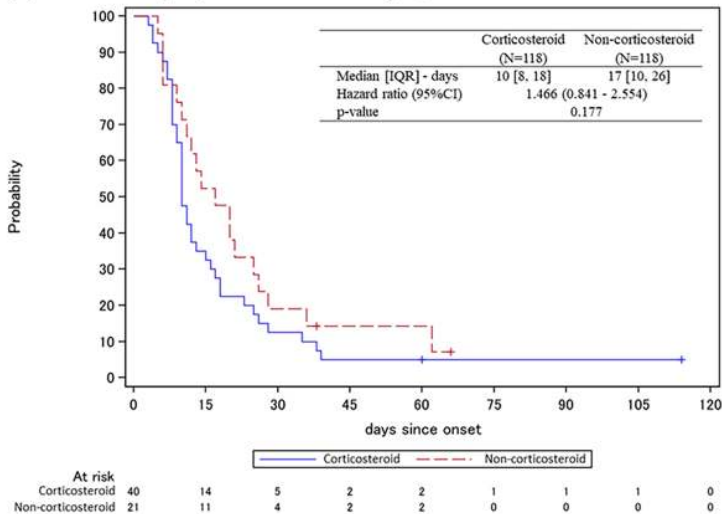 100
90
80
70
60
50
40
30
20
10
0
Probability
Corticosteroid Non-corticosteroid
(N=118) (N=118)
Median [IQR] - days 10 [8, 18] 17 [10, 26]
Hazard ratio (95%CI) 1.466 (0.841 - 2.554)
p-value 0.177
0 15 30 45 60 75 90 105 120
days since onset
Corticosteroid Non-corticosteroid
At risk
Corticosteroid 40 14 5 2 2 1 1 1 0
Non-corticosteroid 21 11 4 2 2 0 0 0 0